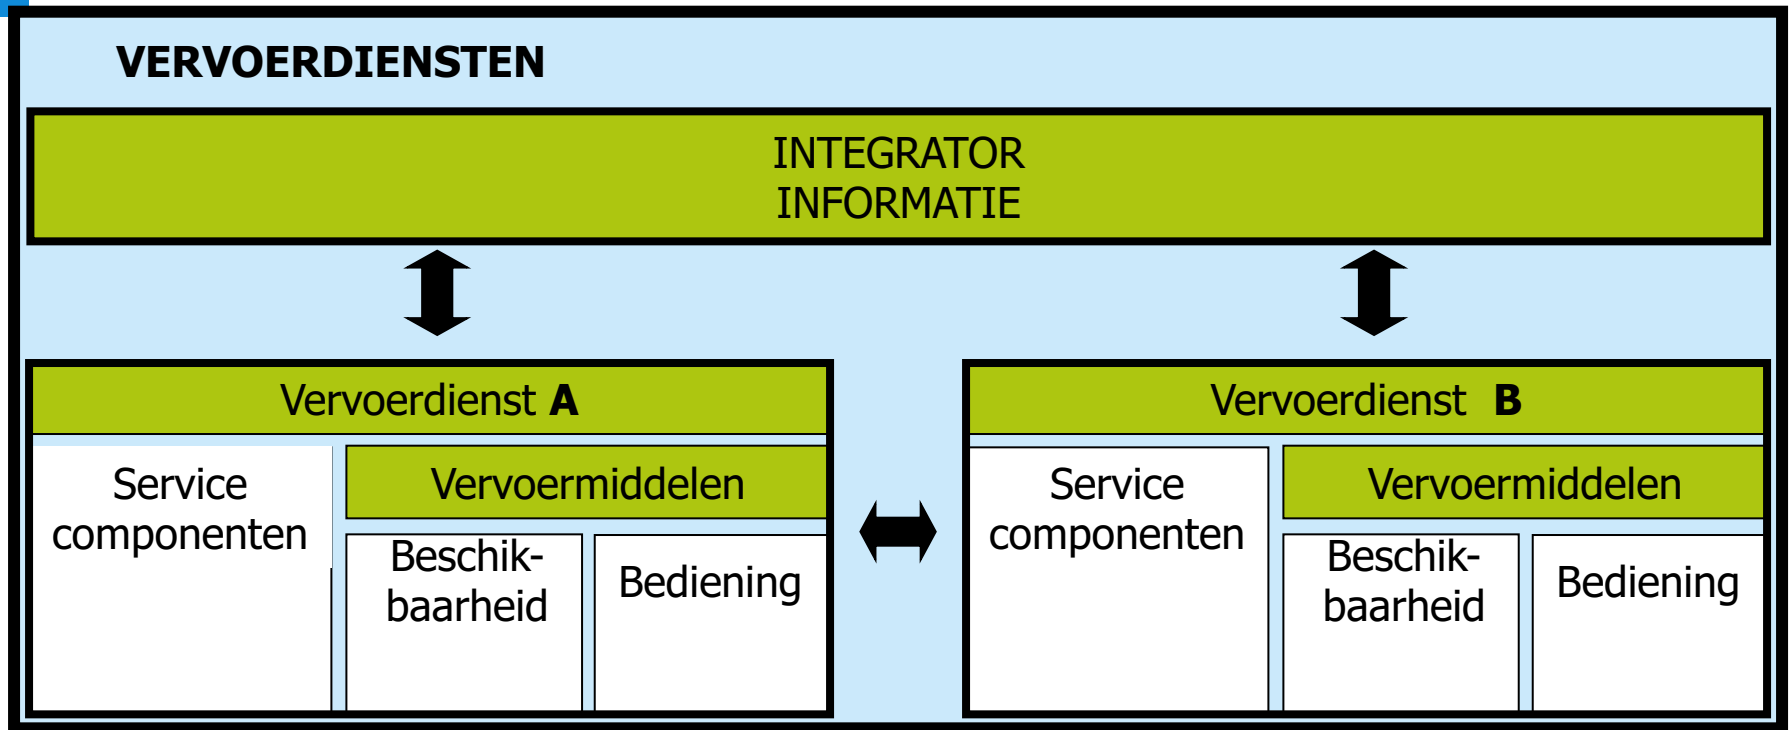 VERVOERDIENSTEN
INTEGRATOR
INFORMATIE
Vervoerdienst A
Service
componenten
Vervoermiddelen
Beschik-
baarheid
Bediening
Vervoerdienst B
Service
componenten
Vervoermiddelen
Beschik-
baarheid
Bediening